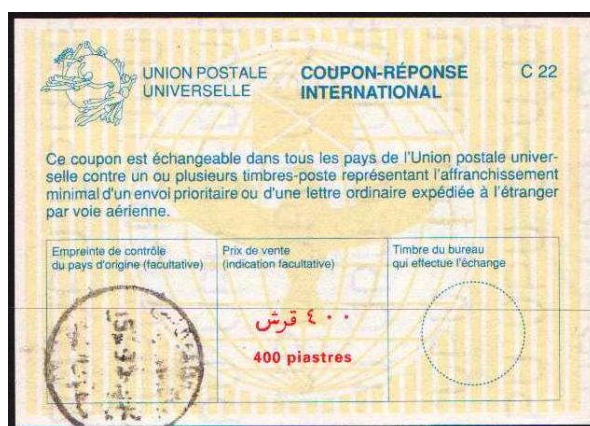 UNION POSTALE
UNIVERSELLE
COUPON-RÉPONSE
INTERNATIONAL
C 22
Ce coupon est échangeable dans tous les pays de l'Union postale univer-
selle contre un ou plusieurs timbres-poste représentant l'affranchissement
minimal d'un envoi prioritaire ou d'une lettre ordinaire expédiée à l'étranger
par voie aérienne.
Empreinte de contrôle
du pays d'origine (facultative)
Prix de vente
(indication facultative)
٤٠٠ قرش
400 piastres
Timbre du bureau
qui effectue l'échange